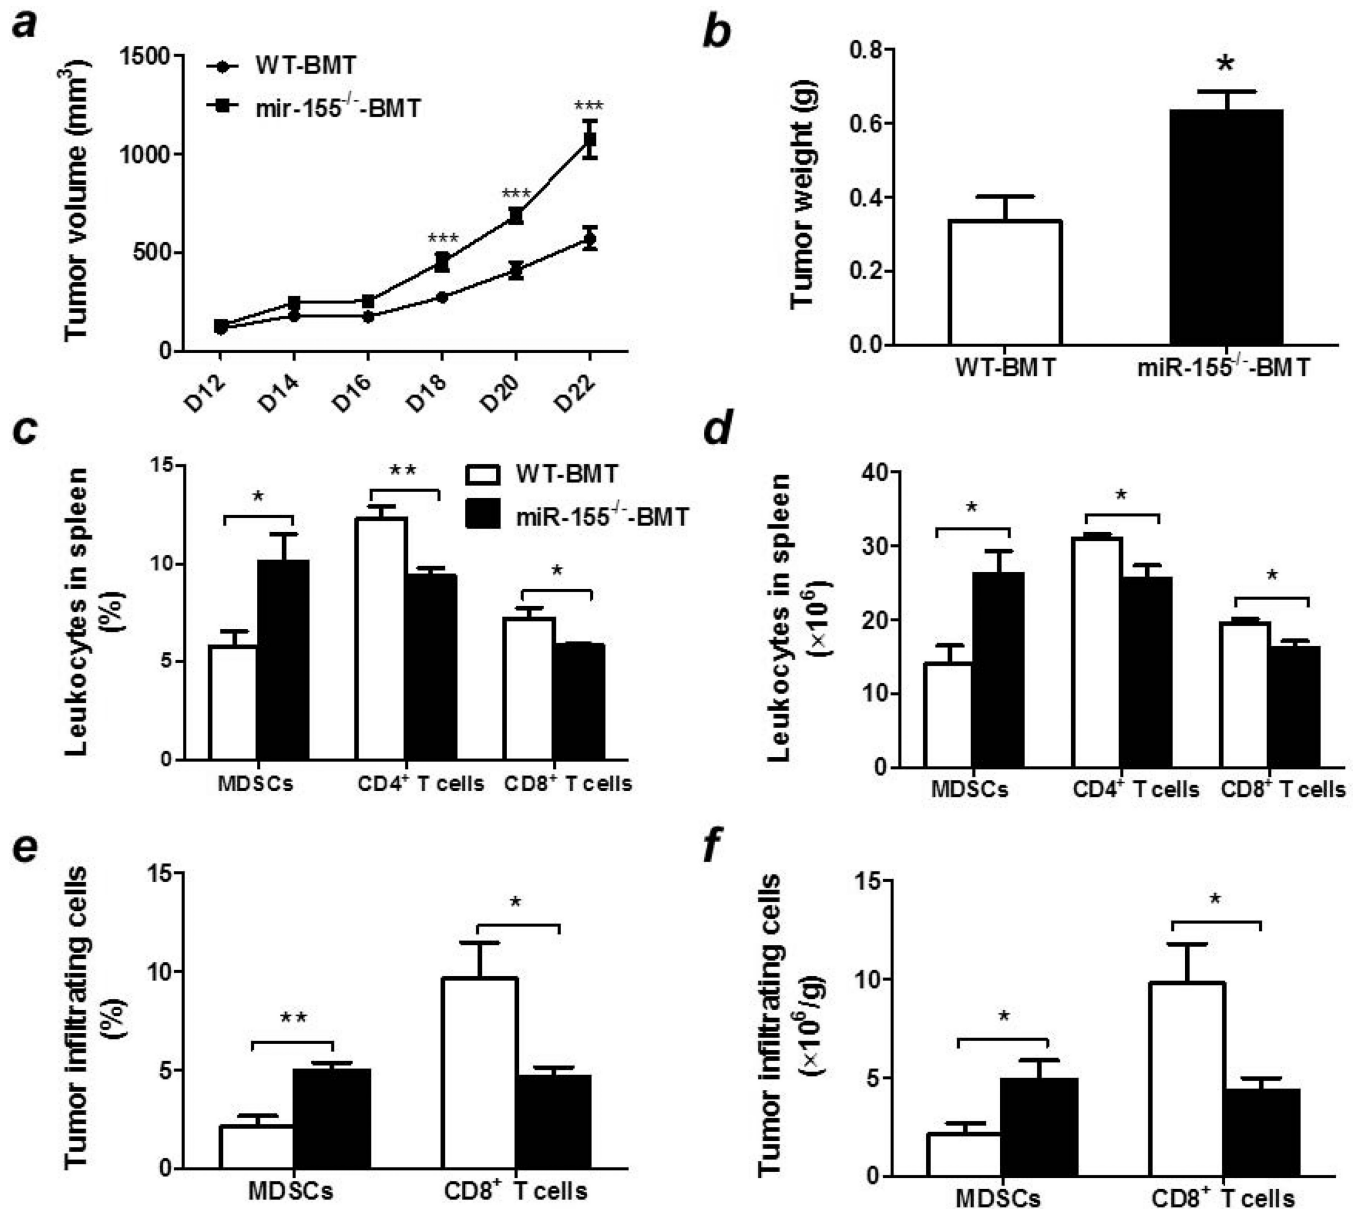 a
Tumor volume (mm³)
1500
1000
500
0
WT-BMT
mir-155⁻/⁻-BMT
***
***
***
D12
D14
D16
D18
D20
D22
b
Tumor weight (g)
0.8
0.6
0.4
0.2
0.0
*
WT-BMT
miR-155⁻/⁻-BMT
c
Leukocytes in spleen
(%)
15
10
5
0
WT-BMT
miR-155⁻/⁻-BMT
*
**
*
MDSCs
CD4⁺ T cells
CD8⁺ T cells
d
Leukocytes in spleen
(×10⁶)
40
30
20
10
0
*
*
*
MDSCs
CD4⁺ T cells
CD8⁺ T cells
e
Tumor infiltrating cells
(%)
15
10
5
0
**
*
MDSCs
CD8⁺ T cells
f
Tumor infiltrating cells
(×10⁶/g)
15
10
5
0
*
*
MDSCs
CD8⁺ T cells